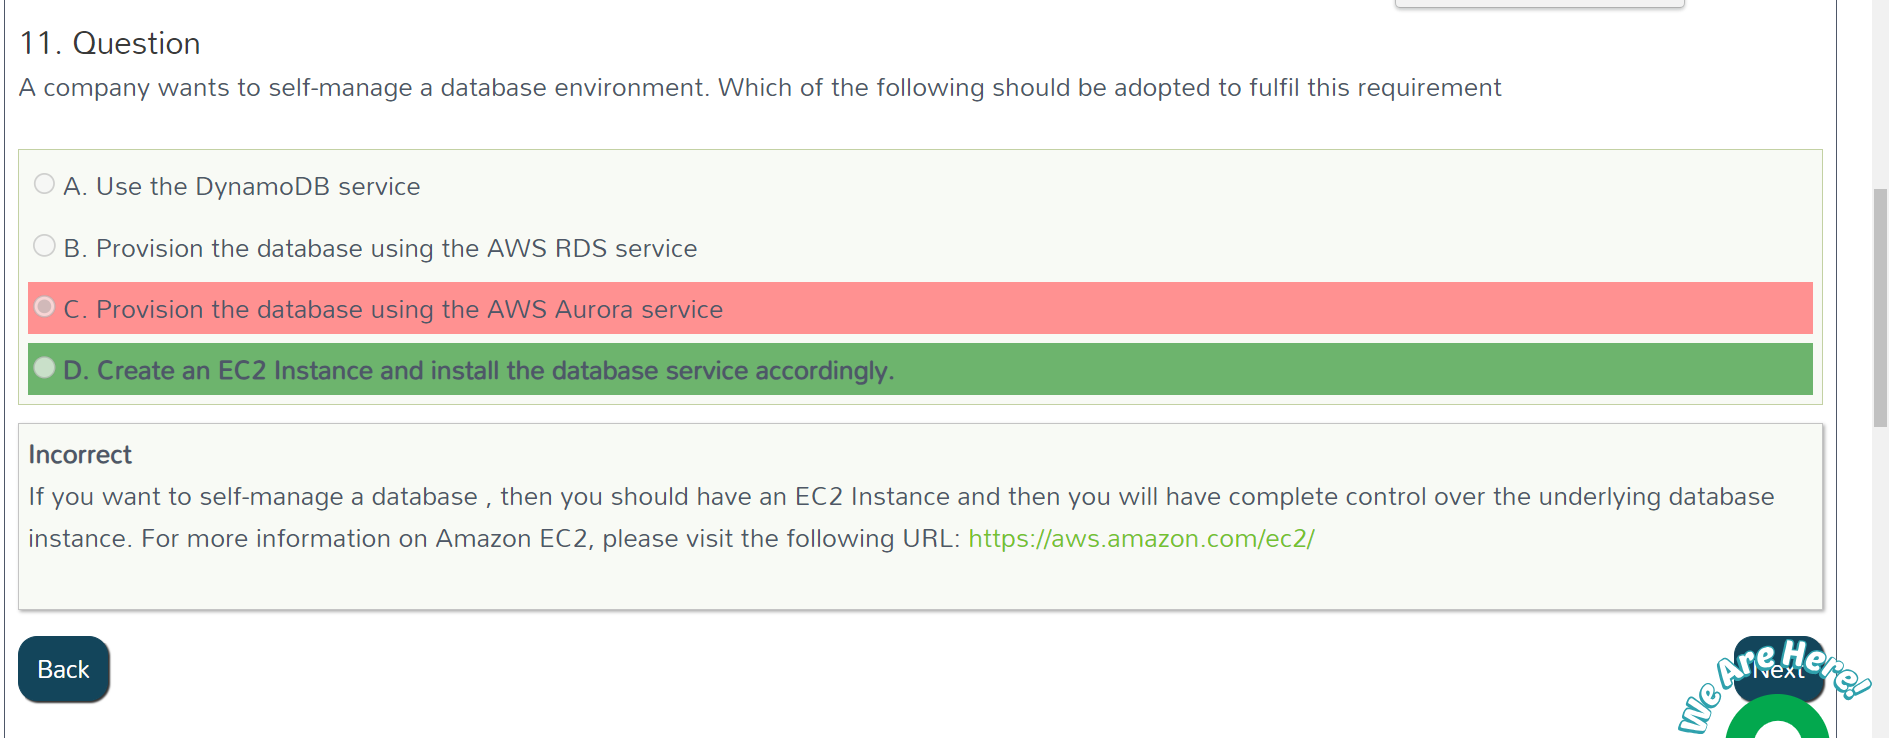 11. Question
A company wants to self-manage a database environment. Which of the following should be adopted to fulfil this requirement
A. Use the DynamoDB service
B. Provision the database using the AWS RDS service
C. Provision the database using the AWS Aurora service
D. Create an EC2 Instance and install the database service accordingly.
Incorrect
If you want to self-manage a database , then you should have an EC2 Instance and then you will have complete control over the underlying database
instance. For more information on Amazon EC2, please visit the following URL: https://aws.amazon.com/ec2/
Back
Next
We Are Here!